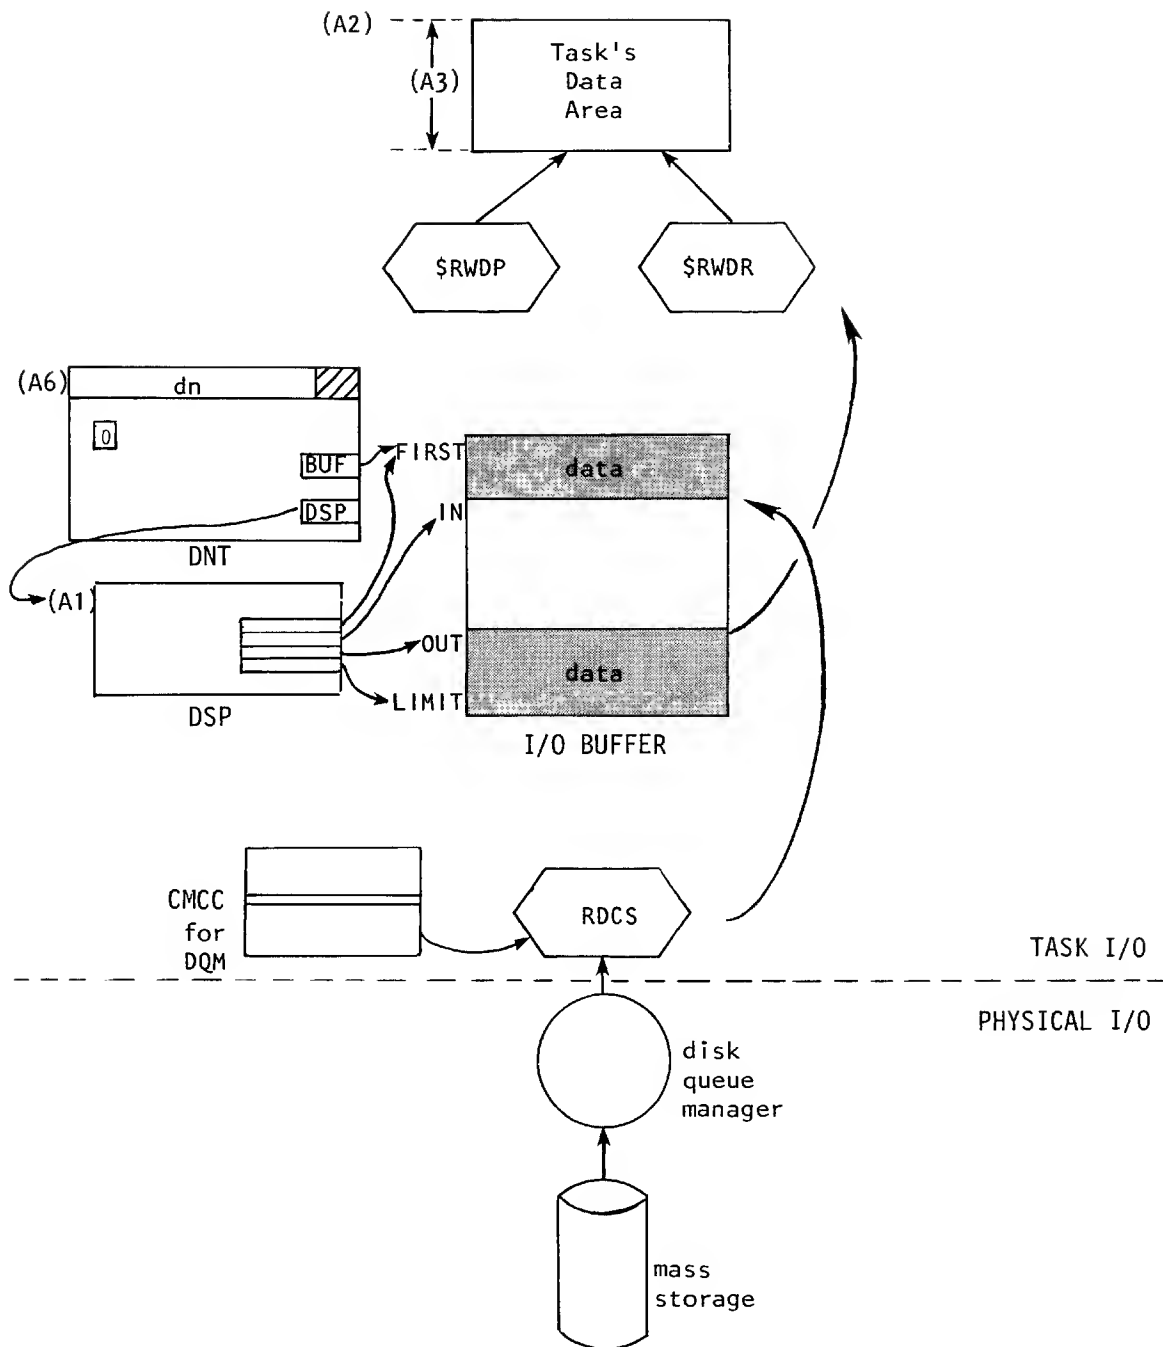 (A2)
Task's
Data
Area
(A3)
$RWDP
$RWDR
(A6)
dn
0
BUF
DSP
DNT
FIRST
data
IN
(A1)
OUT
data
LIMIT
DSP
I/O BUFFER
CMCC
for
DQM
RDCS
TASK I/O
PHYSICAL I/O
disk
queue
manager
mass
storage